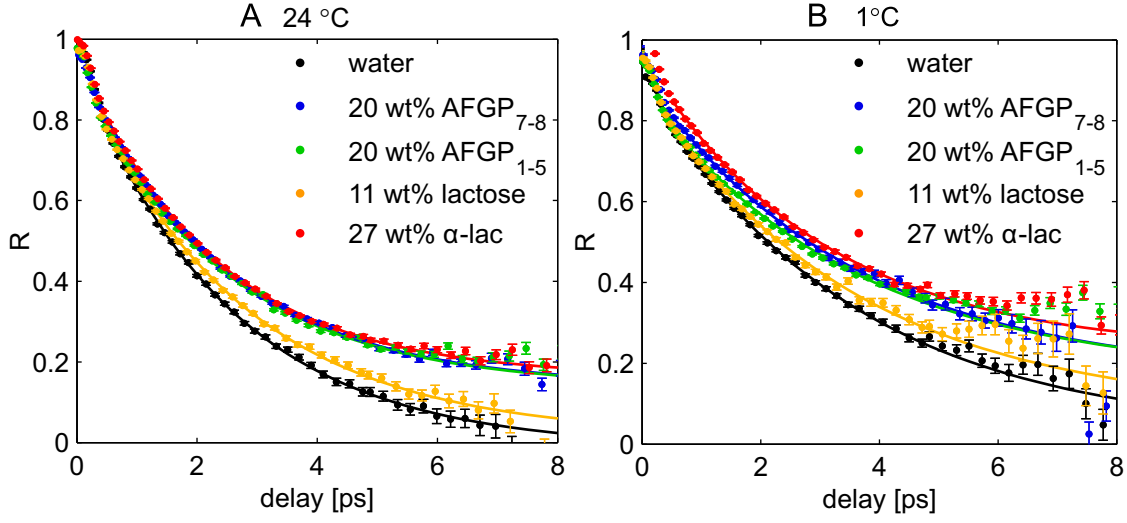 A 24 °C
B 1°C
1
0.8
0.6
0.4
0.2
0
R
water
20 wt% AFGP7-8
20 wt% AFGP1-5
11 wt% lactose
27 wt% α-lac
0 2 4 6 8
delay [ps]
1
0.8
0.6
0.4
0.2
0
R
water
20 wt% AFGP7-8
20 wt% AFGP1-5
11 wt% lactose
27 wt% α-lac
0 2 4 6 8
delay [ps]